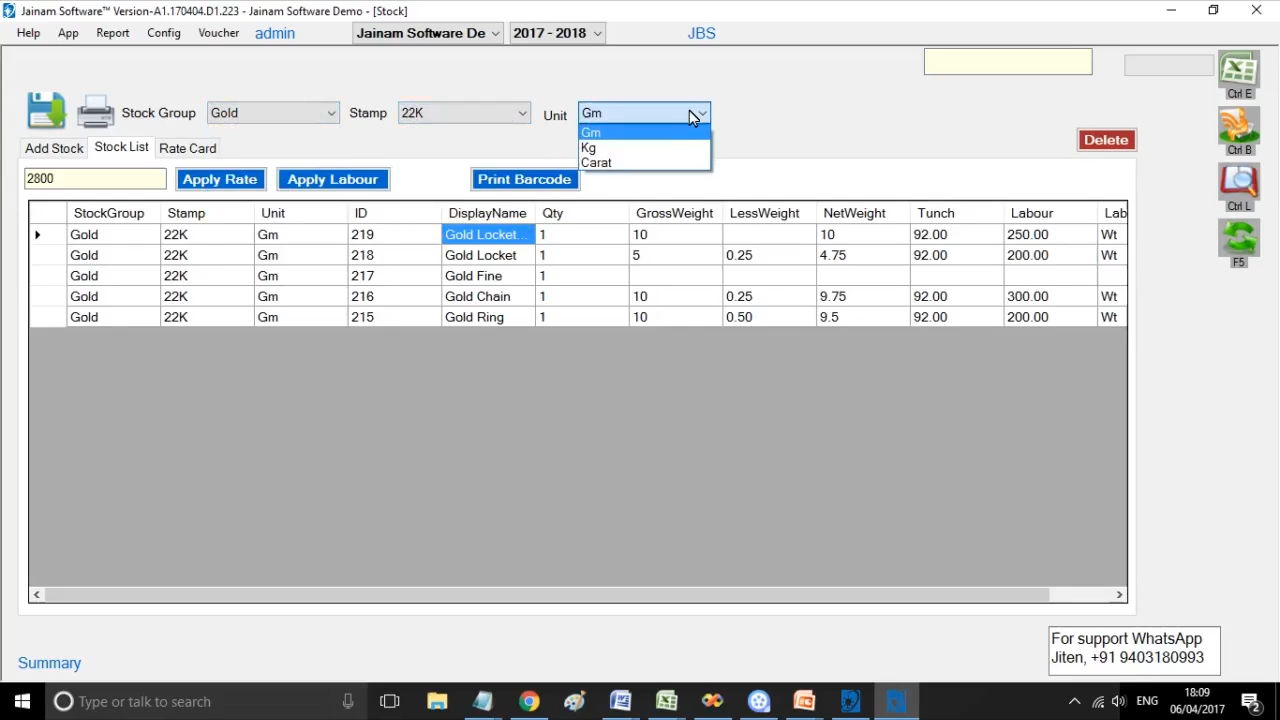 Jainam Software™ Version-A1.170404.D1.223 - Jainam Software Demo - [Stock]
Help App Report Config Voucher admin Jainam Software De 2017 - 2018 JBS
Ctrl E
Stock Group Gold Stamp 22K Unit Gm
Gm
Kg
Carat
Add Stock Stock List Rate Card
Delete
Ctrl B
2800 Apply Rate Apply Labour Print Barcode
Ctrl L
StockGroup Stamp Unit ID DisplayName Qty GrossWeight LessWeight NetWeight Tunch Labour Lab
Gold 22K Gm 219 Gold Locket... 1 10 10 92.00 250.00 Wt
Gold 22K Gm 218 Gold Locket 1 5 0.25 4.75 92.00 200.00 Wt
F5
Gold 22K Gm 217 Gold Fine 1
Gold 22K Gm 216 Gold Chain 1 10 0.25 9.75 92.00 300.00 Wt
Gold 22K Gm 215 Gold Ring 1 10 0.50 9.5 92.00 200.00 Wt
For support WhatsApp
Jiten, +91 9403180993
Summary
Type or talk to search
ENG
18:09
06/04/2017
2